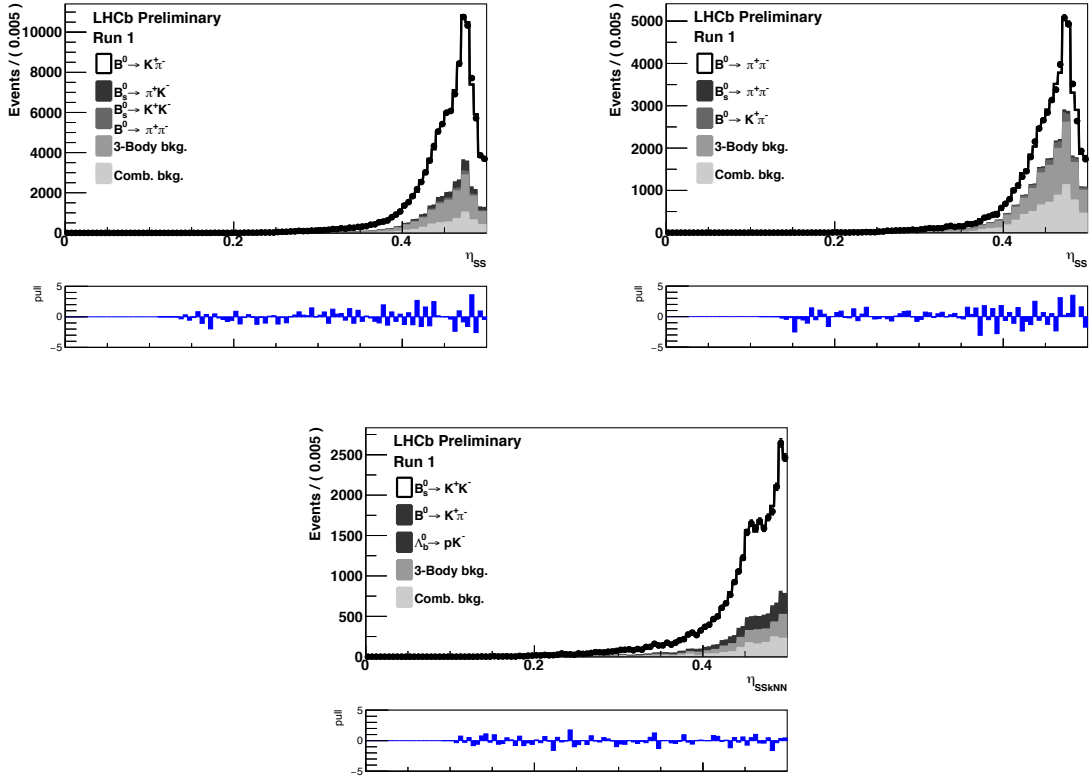 LHCb Preliminary
Run 1
B⁰→ K⁺π⁻
B⁰ₛ→ π⁺K⁻
B⁰ₛ→ K⁺K⁻
B⁰→ π⁺π⁻
3-Body bkg.
Comb. bkg.
Events / ( 0.005 )
10000
8000
6000
4000
2000
0
0 0.2 0.4
η_SS
pull
5
0
−5
LHCb Preliminary
Run 1
B⁰→ π⁺π⁻
B⁰ₛ→ π⁺π⁻
B⁰→ K⁺π⁻
3-Body bkg.
Comb. bkg.
Events / ( 0.005 )
5000
4000
3000
2000
1000
0
0 0.2 0.4
η_SS
pull
5
0
−5
LHCb Preliminary
Run 1
B⁰ₛ→ K⁺K⁻
B⁰→ K⁺π⁻
Λ⁰_b→ pK⁻
3-Body bkg.
Comb. bkg.
Events / ( 0.005 )
2500
2000
1500
1000
500
0
0 0.2 0.4
η_SSkNN
pull
5
0
−5